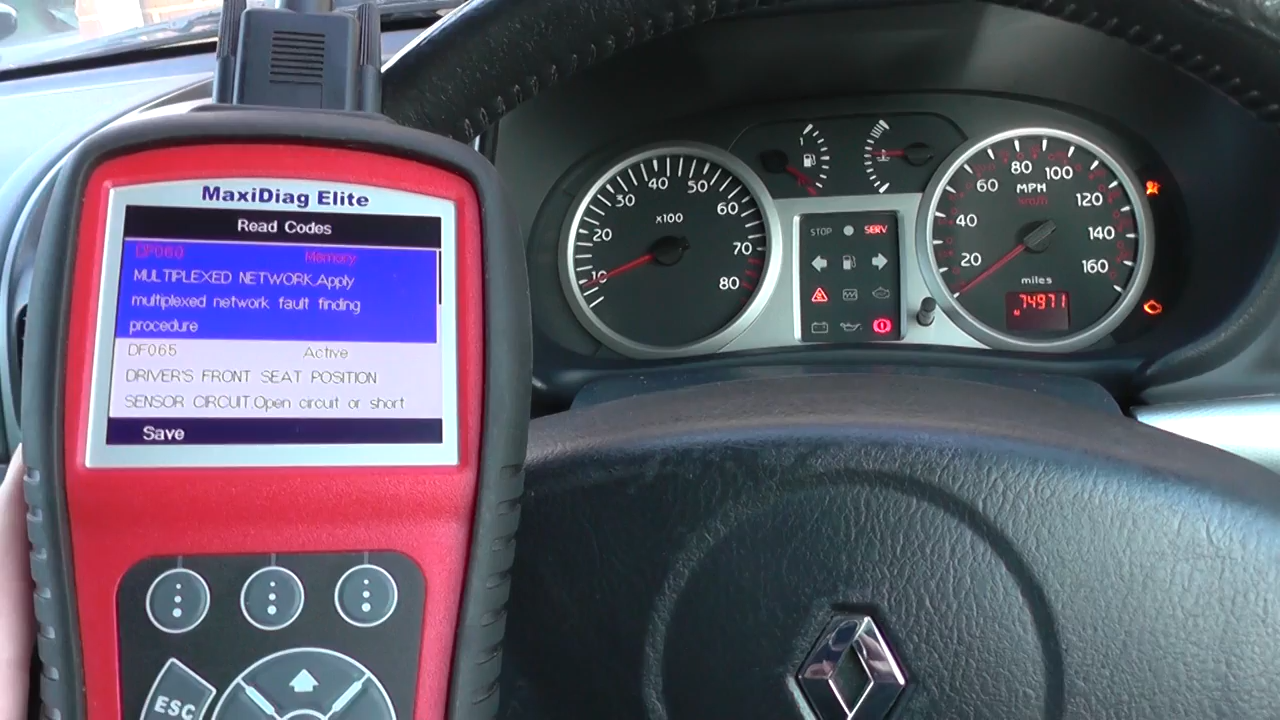 MaxiDiag Elite
Read Codes
DF060 Memory
MULTIPLEXED NETWORK.Apply
multiplexed network fault finding
procedure
DF065 Active
DRIVER'S FRONT SEAT POSITION
SENSOR CIRCUIT.Open circuit or short
Save
ESC
10
20
30
40
50
60
70
80
x100
1
STOP SERV
20
40
60
80
100
120
140
160
MPH
km/h
miles
74971